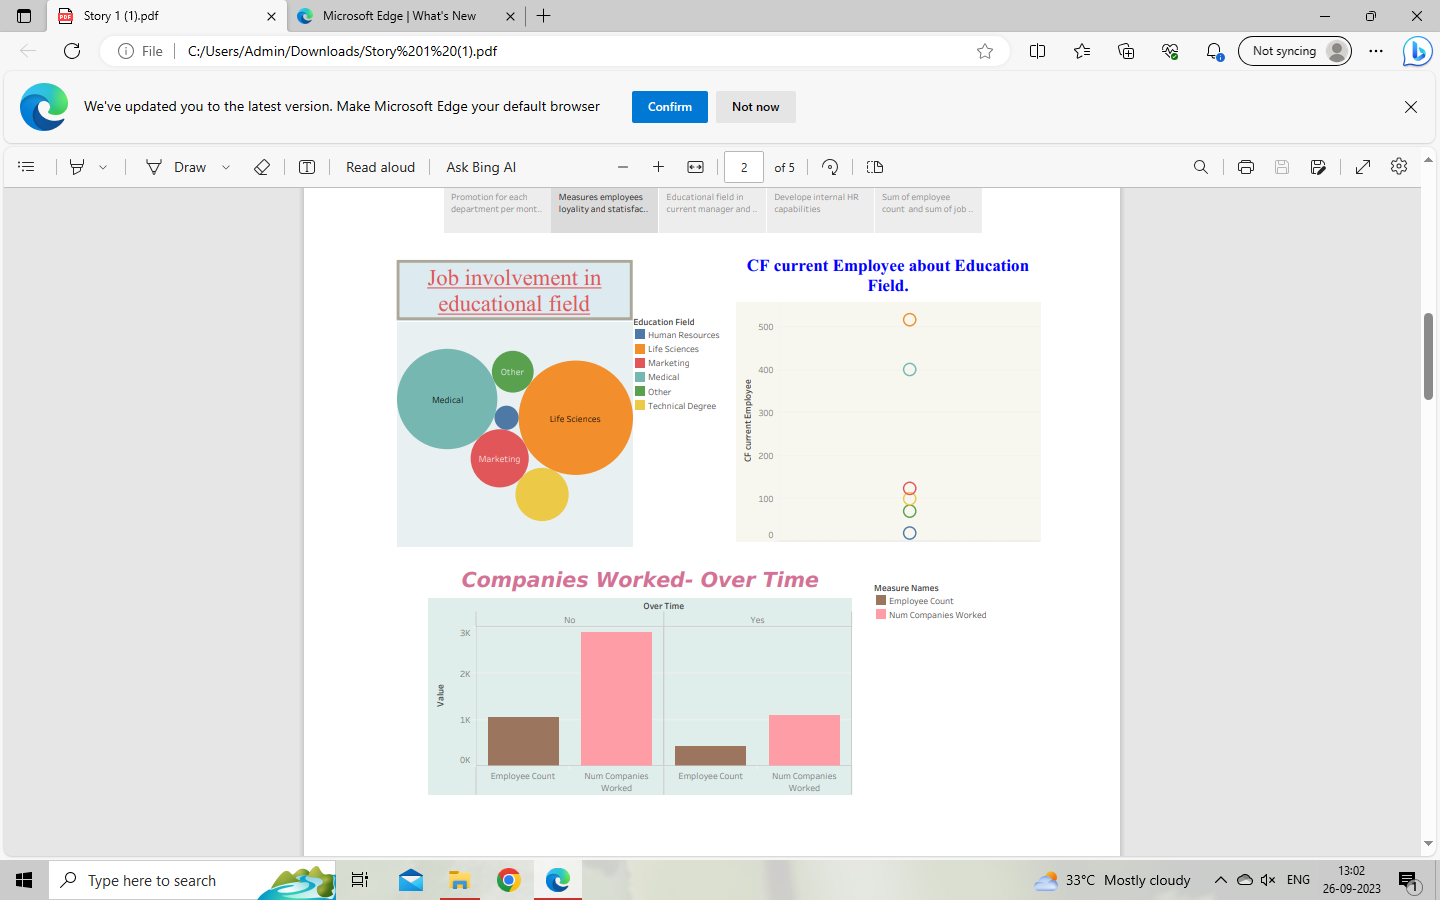 Story 1 (1).pdf
Microsoft Edge | What's New
File
C:/Users/Admin/Downloads/Story%201%20(1).pdf
Not syncing
We've updated you to the latest version. Make Microsoft Edge your default browser
Confirm
Not now
Draw
Read aloud
Ask Bing AI
2
of 5
Promotion for each
department per mont..
Measures employees
loyality and statisfac..
Educational field in
current manager and ..
Develope internal HR
capabilities
Sum of employee
count and sum of job ..
Job involvement in
educational field
Medical
Other
Life Sciences
Marketing
Education Field
Human Resources
Life Sciences
Marketing
Medical
Other
Technical Degree
CF current Employee about Education
Field.
CF current Employee
500
400
300
200
100
0
Companies Worked- Over Time
Over Time
No
Yes
Value
3K
2K
1K
0K
Employee Count
Num Companies
Worked
Employee Count
Num Companies
Worked
Measure Names
Employee Count
Num Companies Worked
Type here to search
33°C Mostly cloudy
ENG
13:02
26-09-2023
1